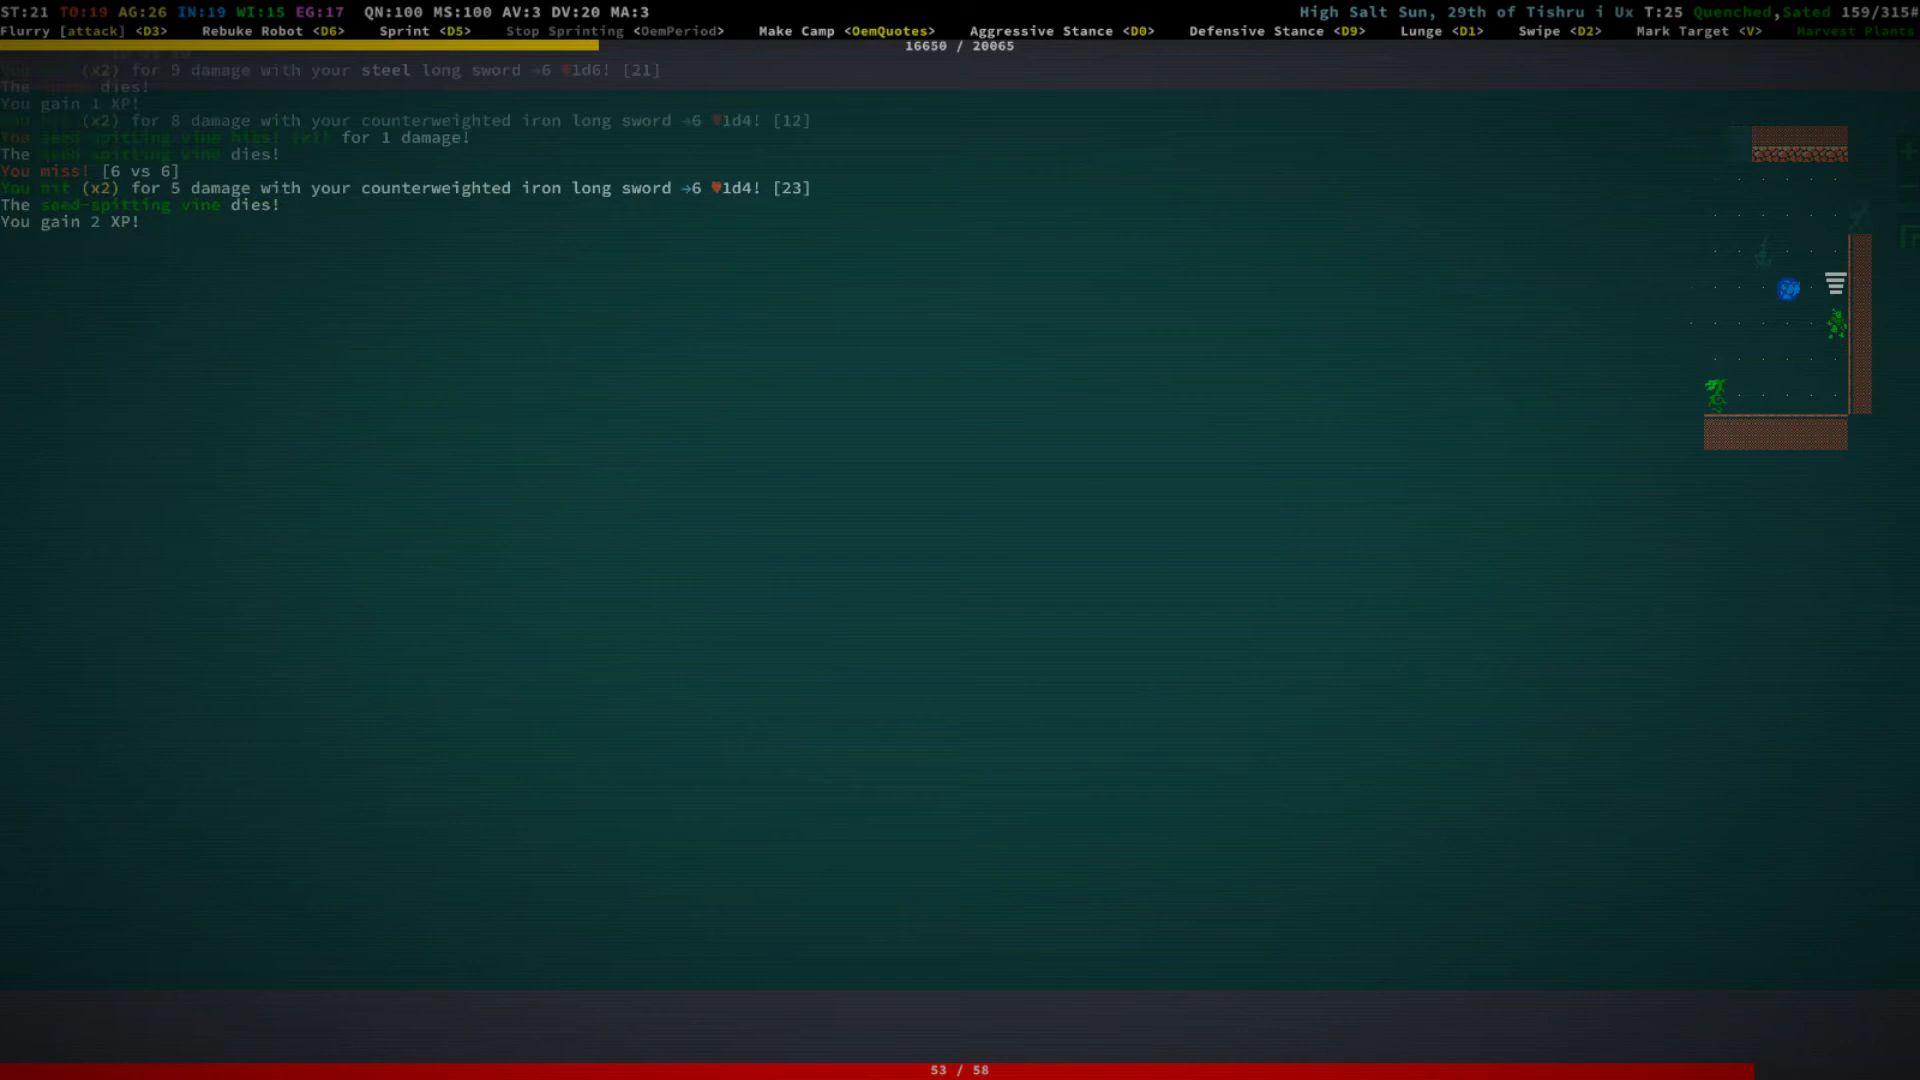 ST:21 TO:19 AG:26 IN:19 WI:15 EG:17 QN:100 MS:100 AV:3 DV:20 MA:3 High Salt Sun, 29th of Tishru i Ux T:25 Quenched,Sated 159/315#
Flurry [attack] <D3> Rebuke Robot <D6> Sprint <D5> Stop Sprinting <OemPeriod> Make Camp <OemQuotes> Aggressive Stance <D0> Defensive Stance <D9> Lunge <D1> Swipe <D2> Mark Target <V> Harvest Plants
16650 / 20065
You (x2) for 9 damage with your steel long sword →6 ♥1d6! [21]
The dies!
You gain 1 XP!
(x2) for 8 damage with your counterweighted iron long sword →6 ♥1d4! [12]
for 1 damage!
The seed-spitting vine dies!
You miss! [6 vs 6]
You hit (x2) for 5 damage with your counterweighted iron long sword →6 ♥1d4! [23]
The seed-spitting vine dies!
You gain 2 XP!
53 / 58